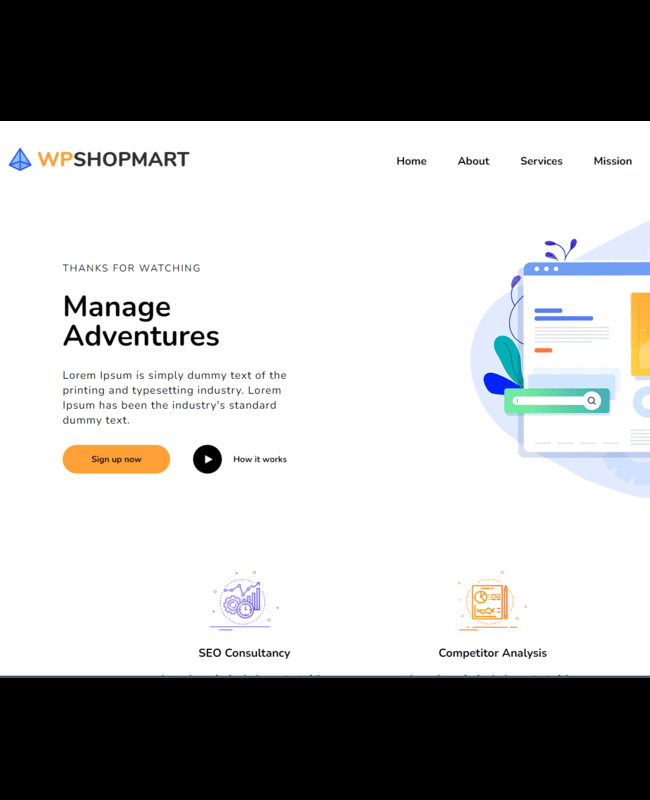 WPSHOPMART
Home About Services Mission
THANKS FOR WATCHING
Manage
Adventures
Lorem Ipsum is simply dummy text of the
printing and typesetting industry. Lorem
Ipsum has been the industry's standard
dummy text.
Sign up now How it works
SEO Consultancy Competitor Analysis